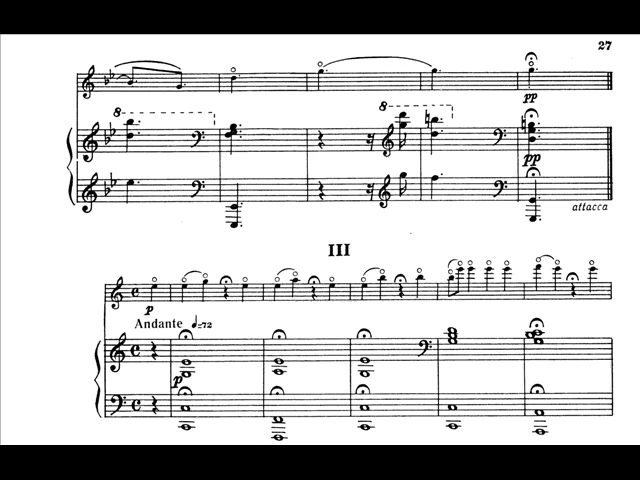 27
8
8
pp
pp
attacca
III
p
Andante ♩=72
p